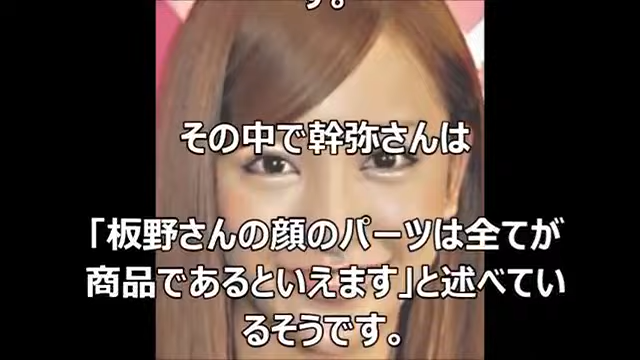 す。
その中で幹弥さんは
「板野さんの顔のパーツは全てが
商品であるといえます」と述べてい
るそうです。